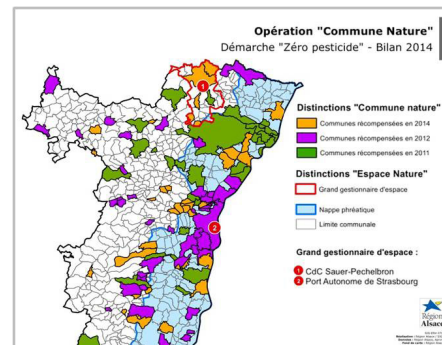 Opération "Commune Nature"
Démarche "Zéro pesticide" - Bilan 2014
Distinctions "Commune nature"
Communes récompensées en 2014
Communes récompensées en 2012
Communes récompensées en 2011
Distinctions "Espace Nature"
Grand gestionnaire d'espace
Nappe phréatique
Limite communale
Grand gestionnaire d'espace :
1 CdC Sauer-Pechelbron
2 Port Autonome de Strasbourg
1
2
Région
Alsace